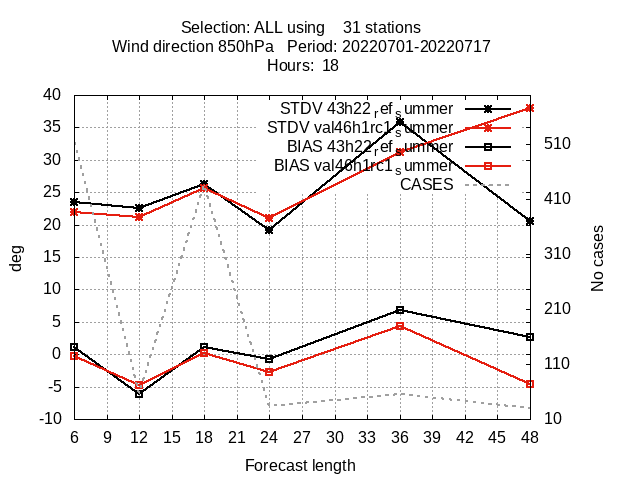 Selection: ALL using    31 stations
Wind direction 850hPa   Period: 20220701-20220717
Hours:  18
STDV 43h22_ref_summer
STDV val46h1rc1_summer
BIAS 43h22_ref_summer
BIAS val46h1rc1_summer
CASES
40
35
30
25
20
15
10
5
0
-5
-10
deg
510
410
310
210
110
10
No cases
6 9 12 15 18 21 24 27 30 33 36 39 42 45 48
Forecast length